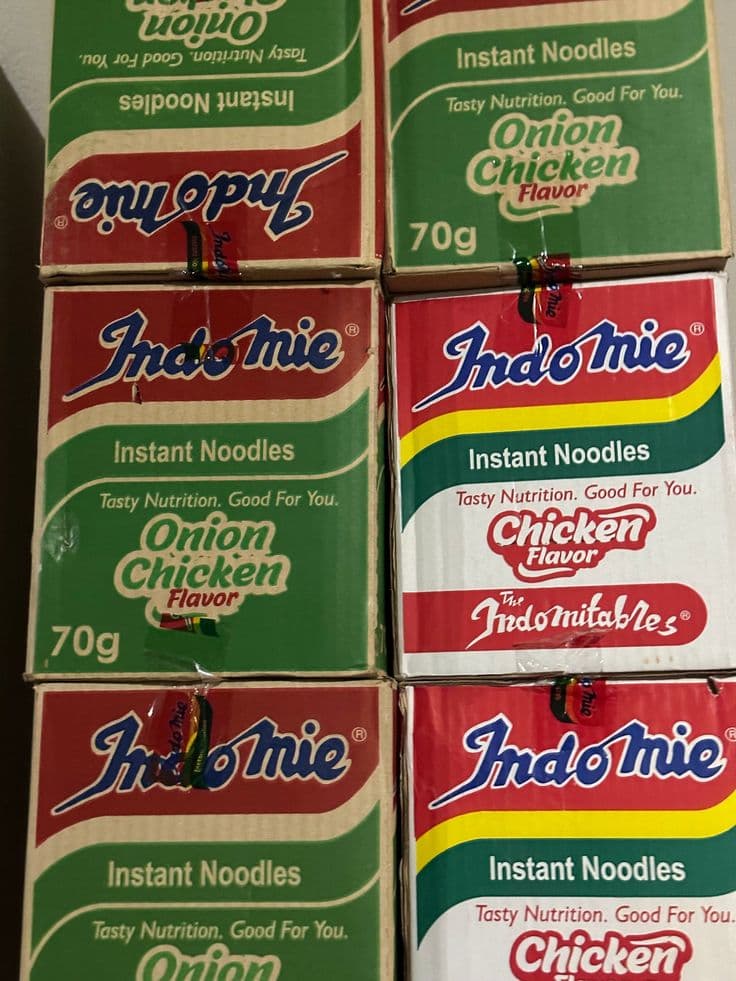 Onion
Tasty Nutrition. Good For You.
Instant Noodles
Indomie ®
Instant Noodles
Tasty Nutrition. Good For You.
Onion
Chicken
Flavor
70g
Indomie ®
Instant Noodles
Tasty Nutrition. Good For You.
Onion
Chicken
Flavor
70g
Indomie ®
Instant Noodles
Tasty Nutrition. Good For You.
Chicken
Flavor
The
Indomitables ®
Indomie ®
Instant Noodles
Tasty Nutrition. Good For You.
Onion
Indomie ®
Instant Noodles
Tasty Nutrition. Good For You.
Chicken